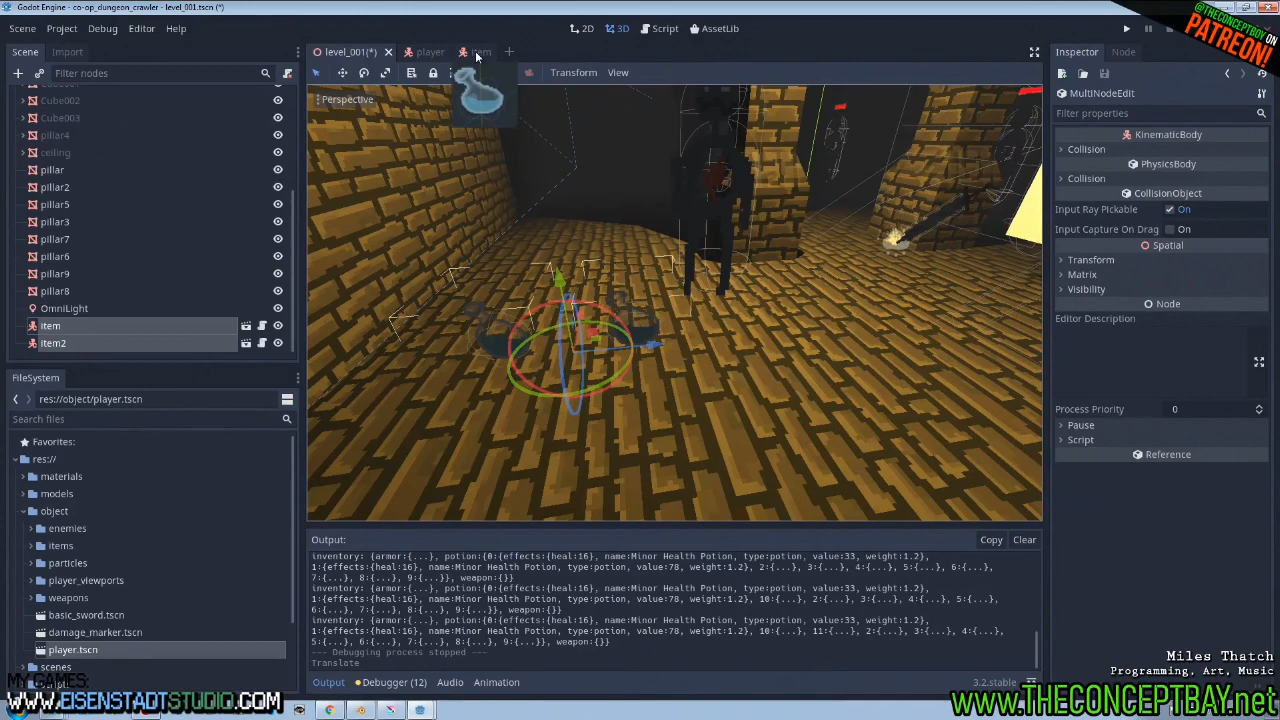 Godot Engine - co-op_dungeon_crawler - level_001.tscn (*)
@THECONCEPTBOY
PATREON!
Scene Project Debug Editor Help
2D 3D Script AssetLib
Scene Import
level_001(*) player item
Inspector Node
Filter nodes
Transform View
Perspective
MultiNodeEdit
Filter properties
Cube002
Cube003
pillar4
ceiling
pillar
pillar2
pillar5
pillar3
pillar7
pillar6
pillar9
pillar8
OmniLight
item
item2
KinematicBody
Collision
PhysicsBody
Collision
CollisionObject
Input Ray Pickable On
Input Capture On Drag On
Spatial
Transform
Matrix
Visibility
Node
Editor Description
Process Priority 0
Pause
Script
Reference
FileSystem
res://object/player.tscn
Search files
Favorites:
res://
materials
models
object
enemies
items
particles
player_viewports
weapons
basic_sword.tscn
damage_marker.tscn
player.tscn
scenes
Output:
Copy Clear
inventory: {armor:{...}, potion:{0:{effects:{heal:16}, name:Minor Health Potion, type:potion, value:33, weight:1.2},
1:{effects:{heal:16}, name:Minor Health Potion, type:potion, value:78, weight:1.2}, 2:{...}, 3:{...}, 4:{...}, 5:{...}, 6:{...},
7:{...}, 8:{...}, 9:{...}}, weapon:{}}
inventory: {armor:{...}, potion:{0:{effects:{heal:16}, name:Minor Health Potion, type:potion, value:33, weight:1.2},
1:{effects:{heal:16}, name:Minor Health Potion, type:potion, value:78, weight:1.2}, 10:{...}, 2:{...}, 3:{...}, 4:{...}, 5:{...},
6:{...}, 7:{...}, 8:{...}, 9:{...}}, weapon:{}}
inventory: {armor:{...}, potion:{0:{effects:{heal:16}, name:Minor Health Potion, type:potion, value:33, weight:1.2},
1:{effects:{heal:16}, name:Minor Health Potion, type:potion, value:78, weight:1.2}, 10:{...}, 11:{...}, 2:{...}, 3:{...}, 4:{...},
5:{...}, 6:{...}, 7:{...}, 8:{...}, 9:{...}}, weapon:{}}
--- Debugging process stopped ---
Translate
Output Debugger (12) Audio Animation 3.2.stable
MY GAMES:
WWW.EISENSTADTSTUDIO.COM
Miles Thatch
Programming, Art, Music
WWW.THECONCEPTBAY.net